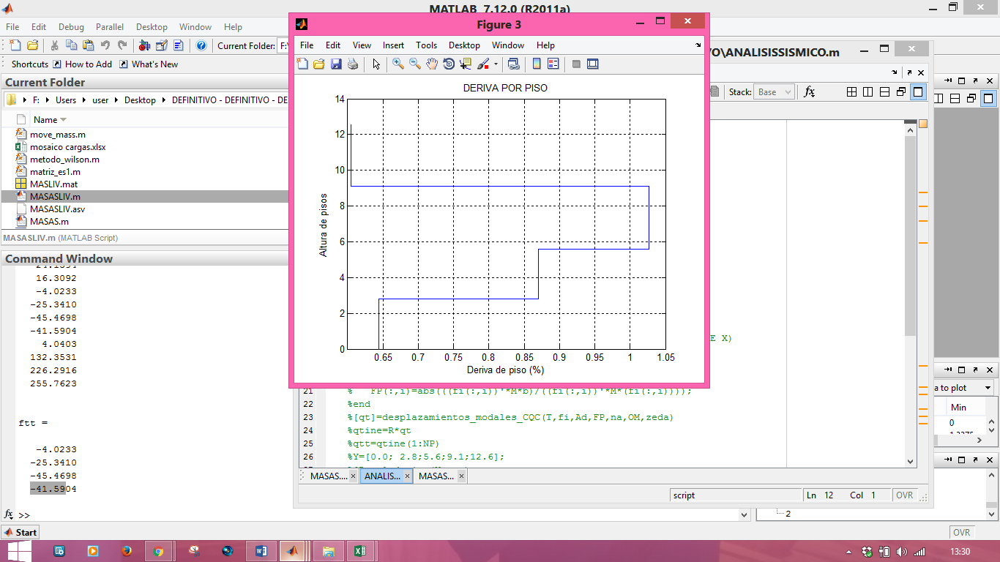 MATLAB 7.12.0 (R2011a)
File Edit Debug Parallel Desktop Window Help
Current Folder: F:\
Shortcuts How to Add What's New
Current Folder
F: Users user Desktop DEFINITIVO - DEFINITIVO - DE
Name
move_mass.m
mosaico cargas.xlsx
metodo_wilson.m
matriz_es1.m
MASLIV.mat
MASASLIV.m
MASASLIV.asv
MASAS.m
MASASLIV.m (MATLAB Script)
Command Window
16.3092
-4.0233
-25.3410
-45.4698
-41.5904
4.0403
132.3531
226.2916
255.7623
ftt =
-4.0233
-25.3410
-45.4698
-41.5904
fx >>
Start
Figure 3
File Edit View Insert Tools Desktop Window Help
DERIVA POR PISO
14
12
10
8
6
4
2
0
Altura de pisos
0.65 0.7 0.75 0.8 0.85 0.9 0.95 1 1.05
Deriva de piso (%)
VO\ANALISISSISMICO.m
Stack: Base fx
E X)
21 % FP(:,i)=abs(((fi(:,i))'*M*b)/((fi(:,i))'*M*(fi(:,i))));
22 %end
23 %[qt]=desplazamientos_modales_CQC(T,fi,Ad,FP,na,OM,zeda)
24 %qtine=R*qt
25 %qtt=qtine(1:NP)
26 %Y=[0.0; 2.8;5.6;9.1;12.6];
MASAS.... × ANALIS... × MASAS... ×
script Ln 12 Col 1 OVR
a to plot
Min
0
2
OVR
13:30